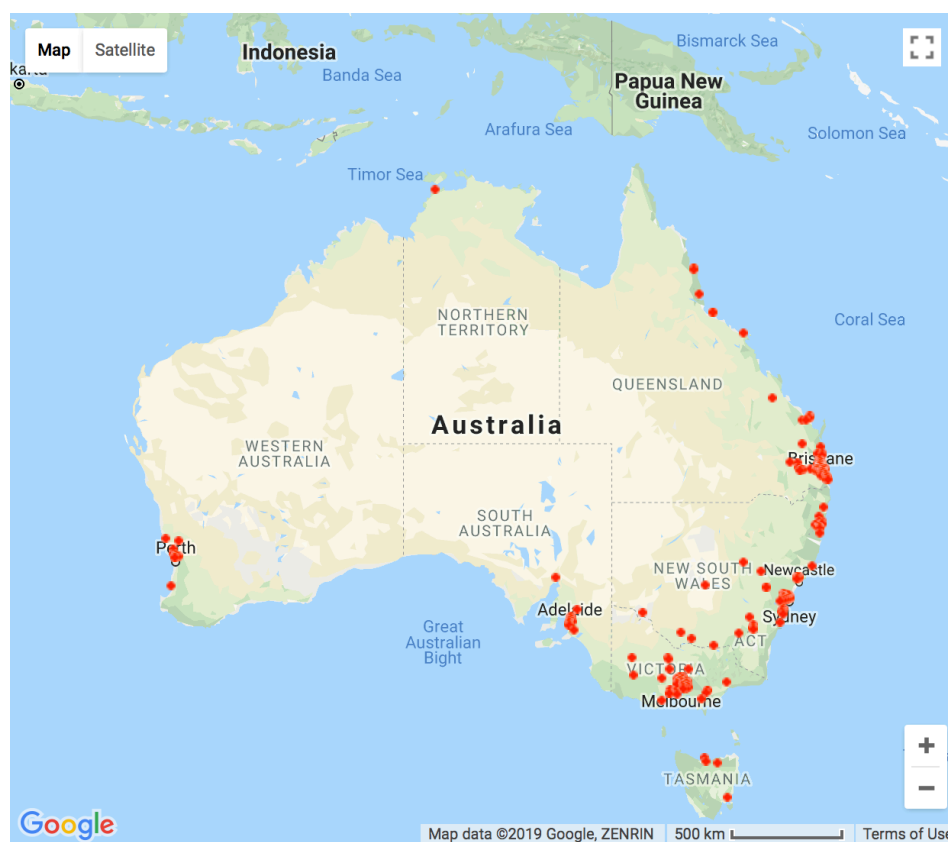 Map
Satellite
Indonesia
Bismarck Sea
karta
Banda Sea
Papua New
Guinea
Arafura Sea
Solomon Sea
Timor Sea
NORTHERN
TERRITORY
Coral Sea
QUEENSLAND
Australia
WESTERN
AUSTRALIA
Brisbane
SOUTH
AUSTRALIA
Perth
NEW SOUTH
WALES
Newcastle
Adelaide
Sydney
Great
Australian
Bight
ACT
VICTORIA
Melbourne
TASMANIA
+
−
Google
Map data ©2019 Google, ZENRIN
500 km
Terms of Use